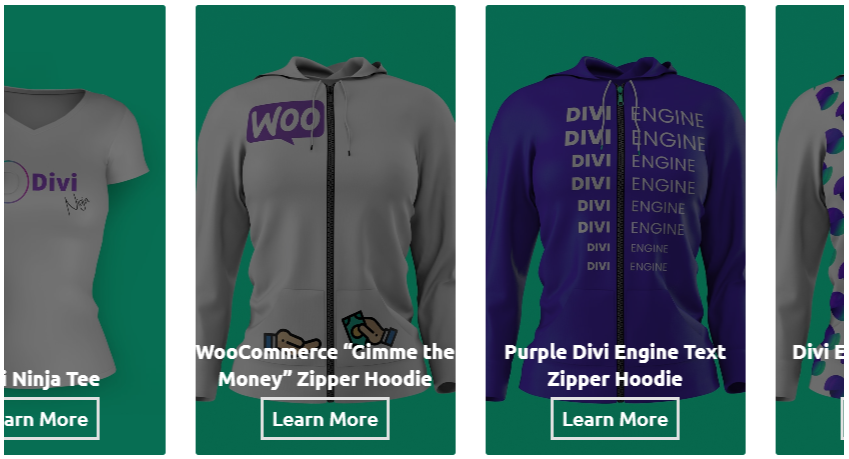 Divi
Ninja
i Ninja Tee
arn More
Woo
WooCommerce “Gimme the
Money” Zipper Hoodie
Learn More
DIVI ENGINE
DIVI ENGINE
DIVI ENGINE
DIVI ENGINE
DIVI ENGINE
DIVI ENGINE
DIVI ENGINE
DIVI ENGINE
Purple Divi Engine Text
Zipper Hoodie
Learn More
Divi E